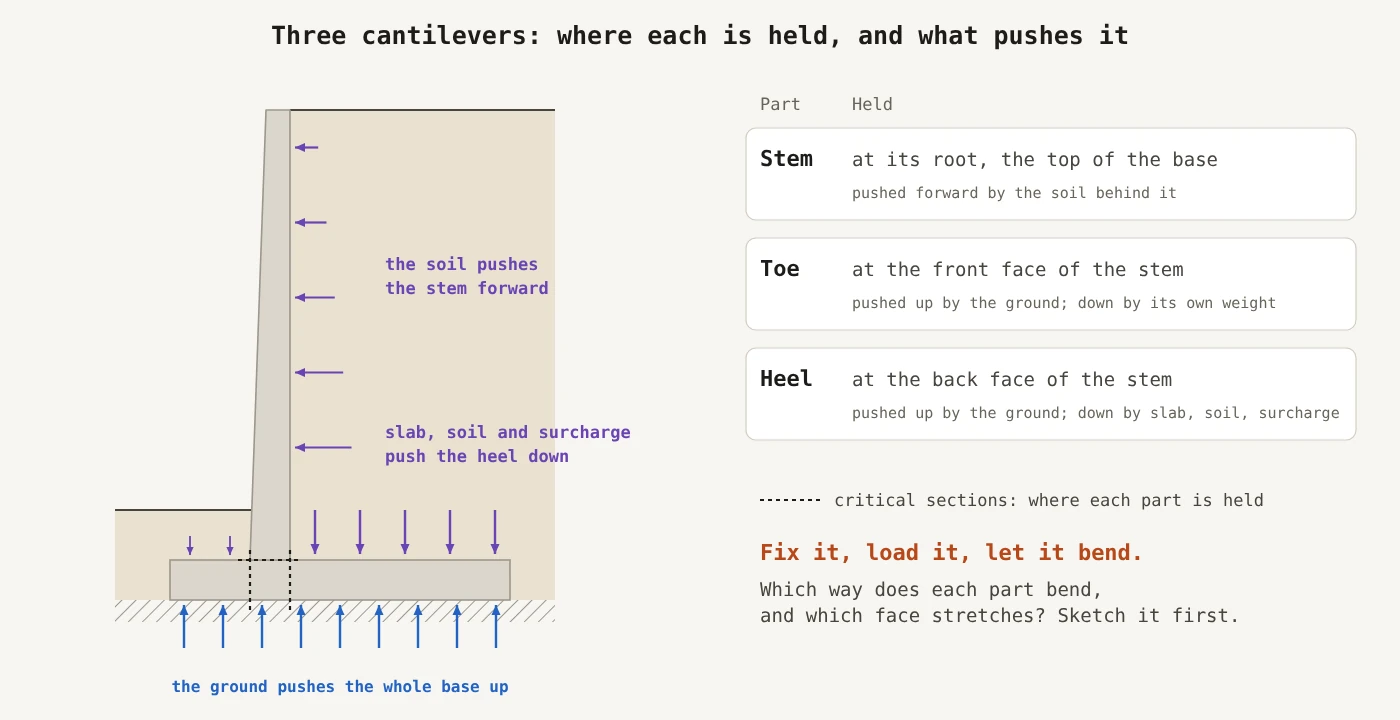 Three cantilevers: where each is held, and what pushes it
the soil pushes
the stem forward
slab, soil and surcharge
push the heel down
the ground pushes the whole base up
Part Held
Stem at its root, the top of the base
pushed forward by the soil behind it
Toe at the front face of the stem
pushed up by the ground; down by its own weight
Heel at the back face of the stem
pushed up by the ground; down by slab, soil, surcharge
critical sections: where each part is held
Fix it, load it, let it bend.
Which way does each part bend,
and which face stretches? Sketch it first.